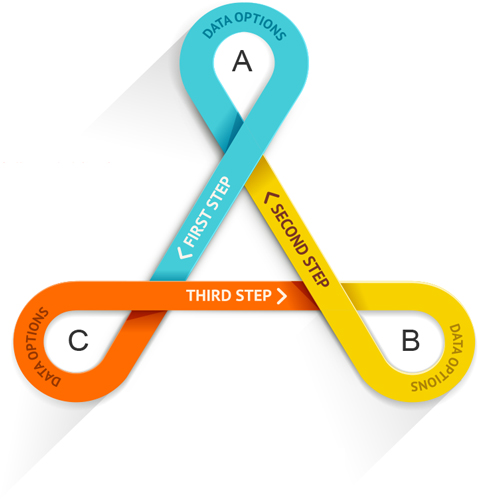 DATA OPTIONS
A
< FIRST STEP
< SECOND STEP
THIRD STEP >
DATA OPTIONS
C
B
DATA OPTIONS